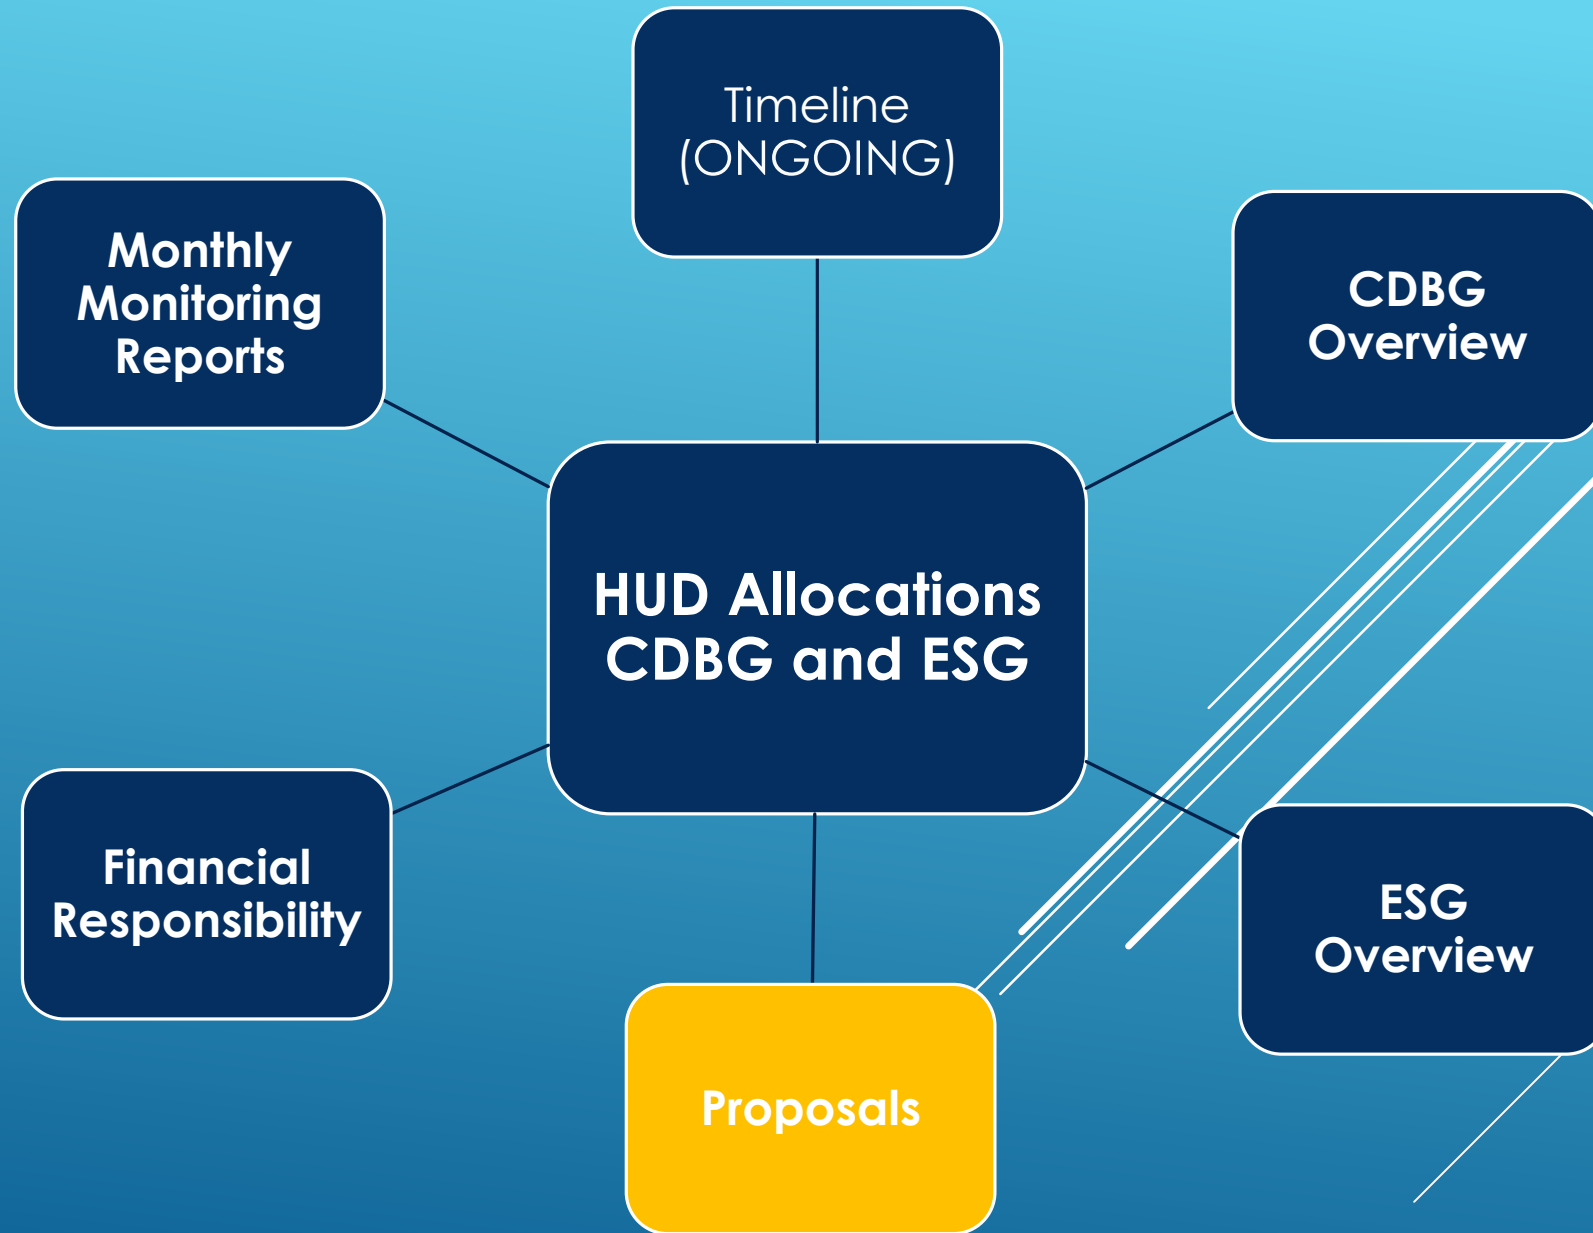 Timeline
(ONGOING)
Monthly
Monitoring
Reports
CDBG
Overview
HUD Allocations
CDBG and ESG
Financial
Responsibility
ESG
Overview
Proposals